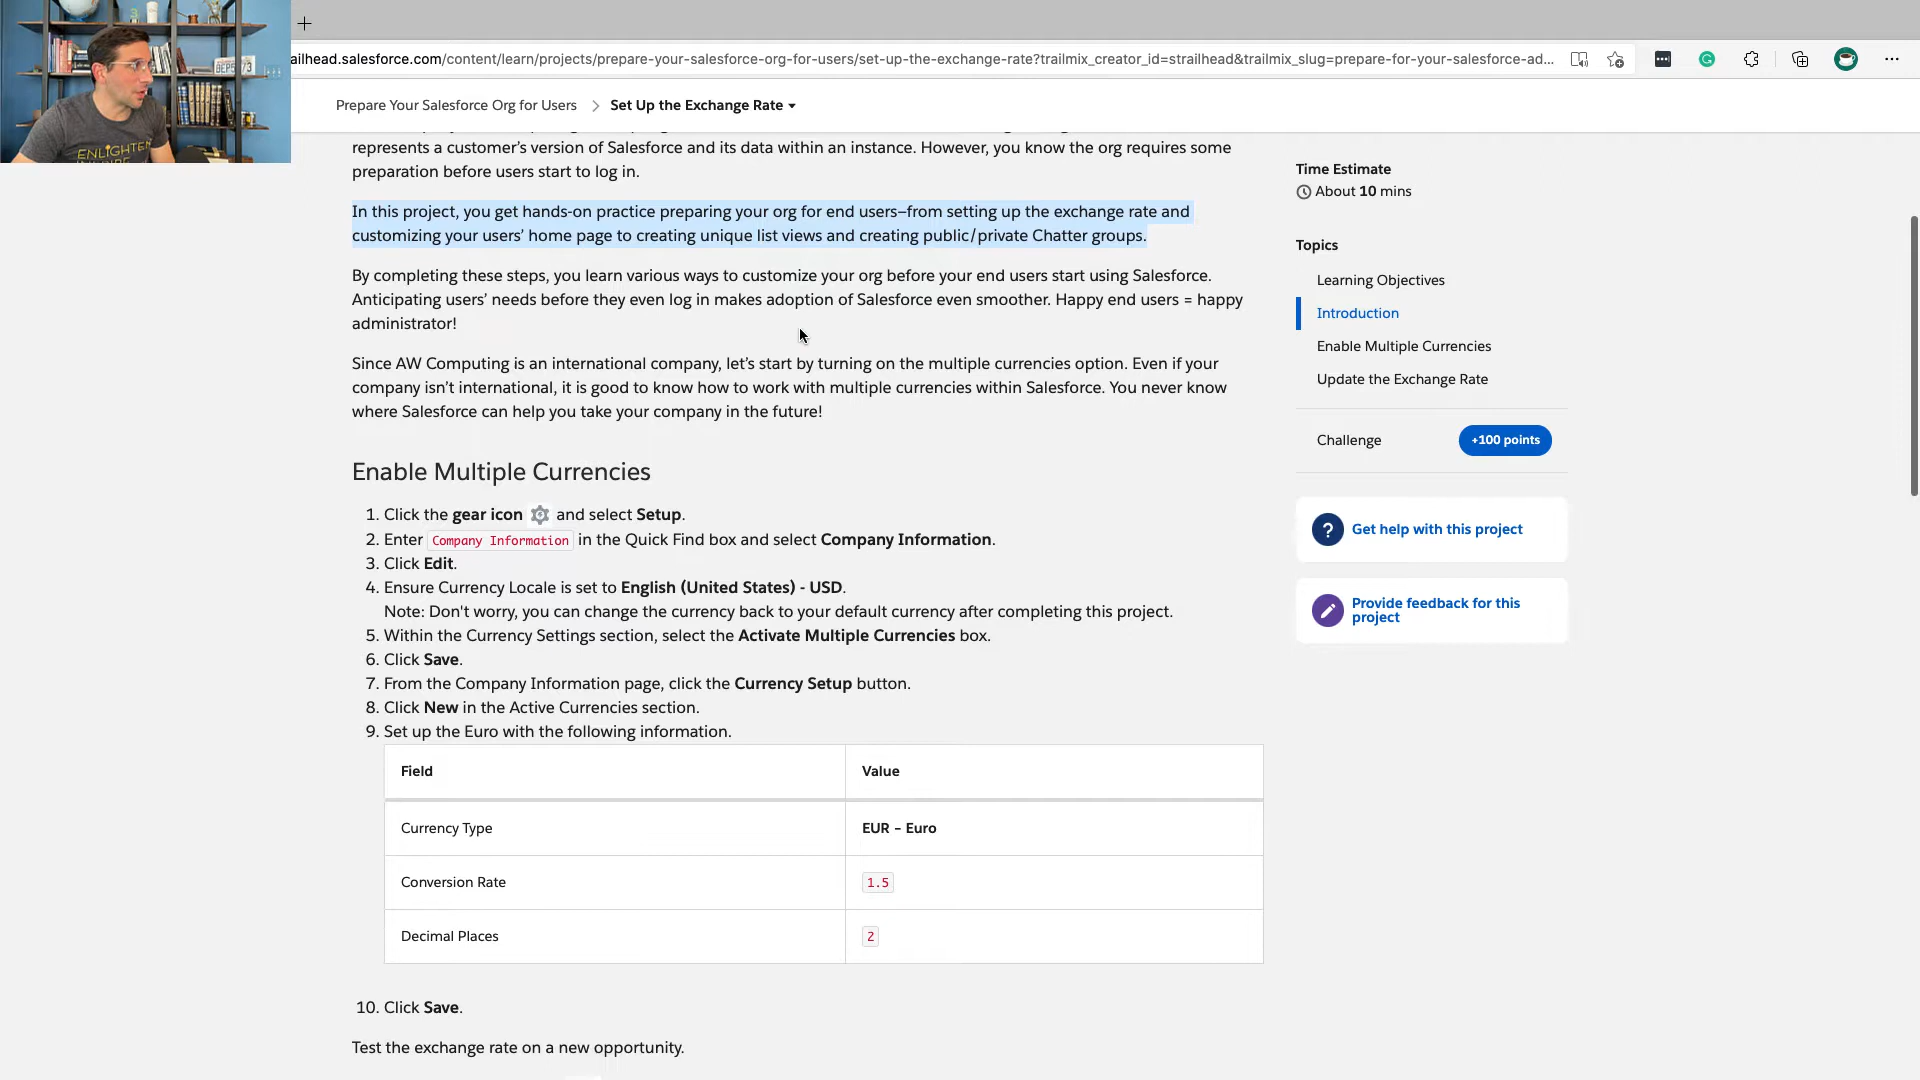 ailhead.salesforce.com/content/learn/projects/prepare-your-salesforce-org-for-users/set-up-the-exchange-rate?trailmix_creator_id=strailhead&trailmix_slug=prepare-for-your-salesforce-ad...
Prepare Your Salesforce Org for Users > Set Up the Exchange Rate
represents a customer's version of Salesforce and its data within an instance. However, you know the org requires some
preparation before users start to log in.
In this project, you get hands-on practice preparing your org for end users—from setting up the exchange rate and
customizing your users' home page to creating unique list views and creating public/private Chatter groups.
By completing these steps, you learn various ways to customize your org before your end users start using Salesforce.
Anticipating users' needs before they even log in makes adoption of Salesforce even smoother. Happy end users = happy
administrator!
Since AW Computing is an international company, let's start by turning on the multiple currencies option. Even if your
company isn't international, it is good to know how to work with multiple currencies within Salesforce. You never know
where Salesforce can help you take your company in the future!
Enable Multiple Currencies
1. Click the gear icon and select Setup.
2. Enter Company Information in the Quick Find box and select Company Information.
3. Click Edit.
4. Ensure Currency Locale is set to English (United States) - USD.
Note: Don't worry, you can change the currency back to your default currency after completing this project.
5. Within the Currency Settings section, select the Activate Multiple Currencies box.
6. Click Save.
7. From the Company Information page, click the Currency Setup button.
8. Click New in the Active Currencies section.
9. Set up the Euro with the following information.
Field Value
Currency Type EUR – Euro
Conversion Rate 1.5
Decimal Places 2
10. Click Save.
Test the exchange rate on a new opportunity.
Time Estimate
About 10 mins
Topics
Learning Objectives
Introduction
Enable Multiple Currencies
Update the Exchange Rate
Challenge +100 points
? Get help with this project
Provide feedback for this
project
ENLIGHTEN